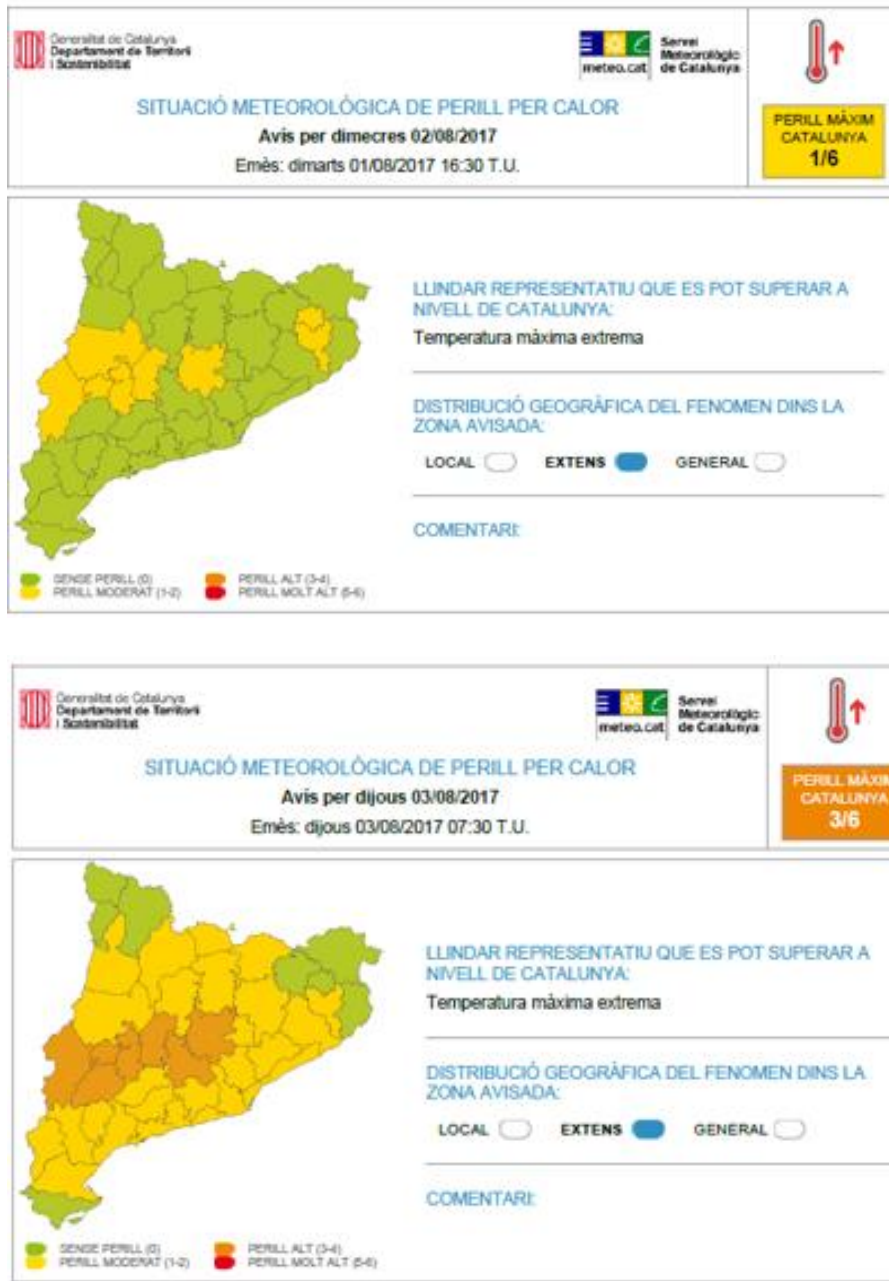 Generalitat de Catalunya
Departament de Territori
i Sostenibilitat
meteo.cat
Servei
Meteorològic
de Catalunya
SITUACIÓ METEOROLÒGICA DE PERILL PER CALOR
Avís per dimecres 02/08/2017
Emès: dimarts 01/08/2017 16:30 T.U.
PERILL MÀXIM
CATALUNYA
1/6
LLINDAR REPRESENTATIU QUE ES POT SUPERAR A
NIVELL DE CATALUNYA:
Temperatura màxima extrema
DISTRIBUCIÓ GEOGRÀFICA DEL FENOMEN DINS LA
ZONA AVISADA:
LOCAL EXTENS GENERAL
COMENTARI:
SENSE PERILL (0) PERILL ALT (3-4)
PERILL MODERAT (1-2) PERILL MOLT ALT (5-6)
Generalitat de Catalunya
Departament de Territori
i Sostenibilitat
meteo.cat
Servei
Meteorològic
de Catalunya
SITUACIÓ METEOROLÒGICA DE PERILL PER CALOR
Avís per dijous 03/08/2017
Emès: dijous 03/08/2017 07:30 T.U.
PERILL MÀXIM
CATALUNYA
3/6
LLINDAR REPRESENTATIU QUE ES POT SUPERAR A
NIVELL DE CATALUNYA:
Temperatura màxima extrema
DISTRIBUCIÓ GEOGRÀFICA DEL FENOMEN DINS LA
ZONA AVISADA:
LOCAL EXTENS GENERAL
COMENTARI:
SENSE PERILL (0) PERILL ALT (3-4)
PERILL MODERAT (1-2) PERILL MOLT ALT (5-6)